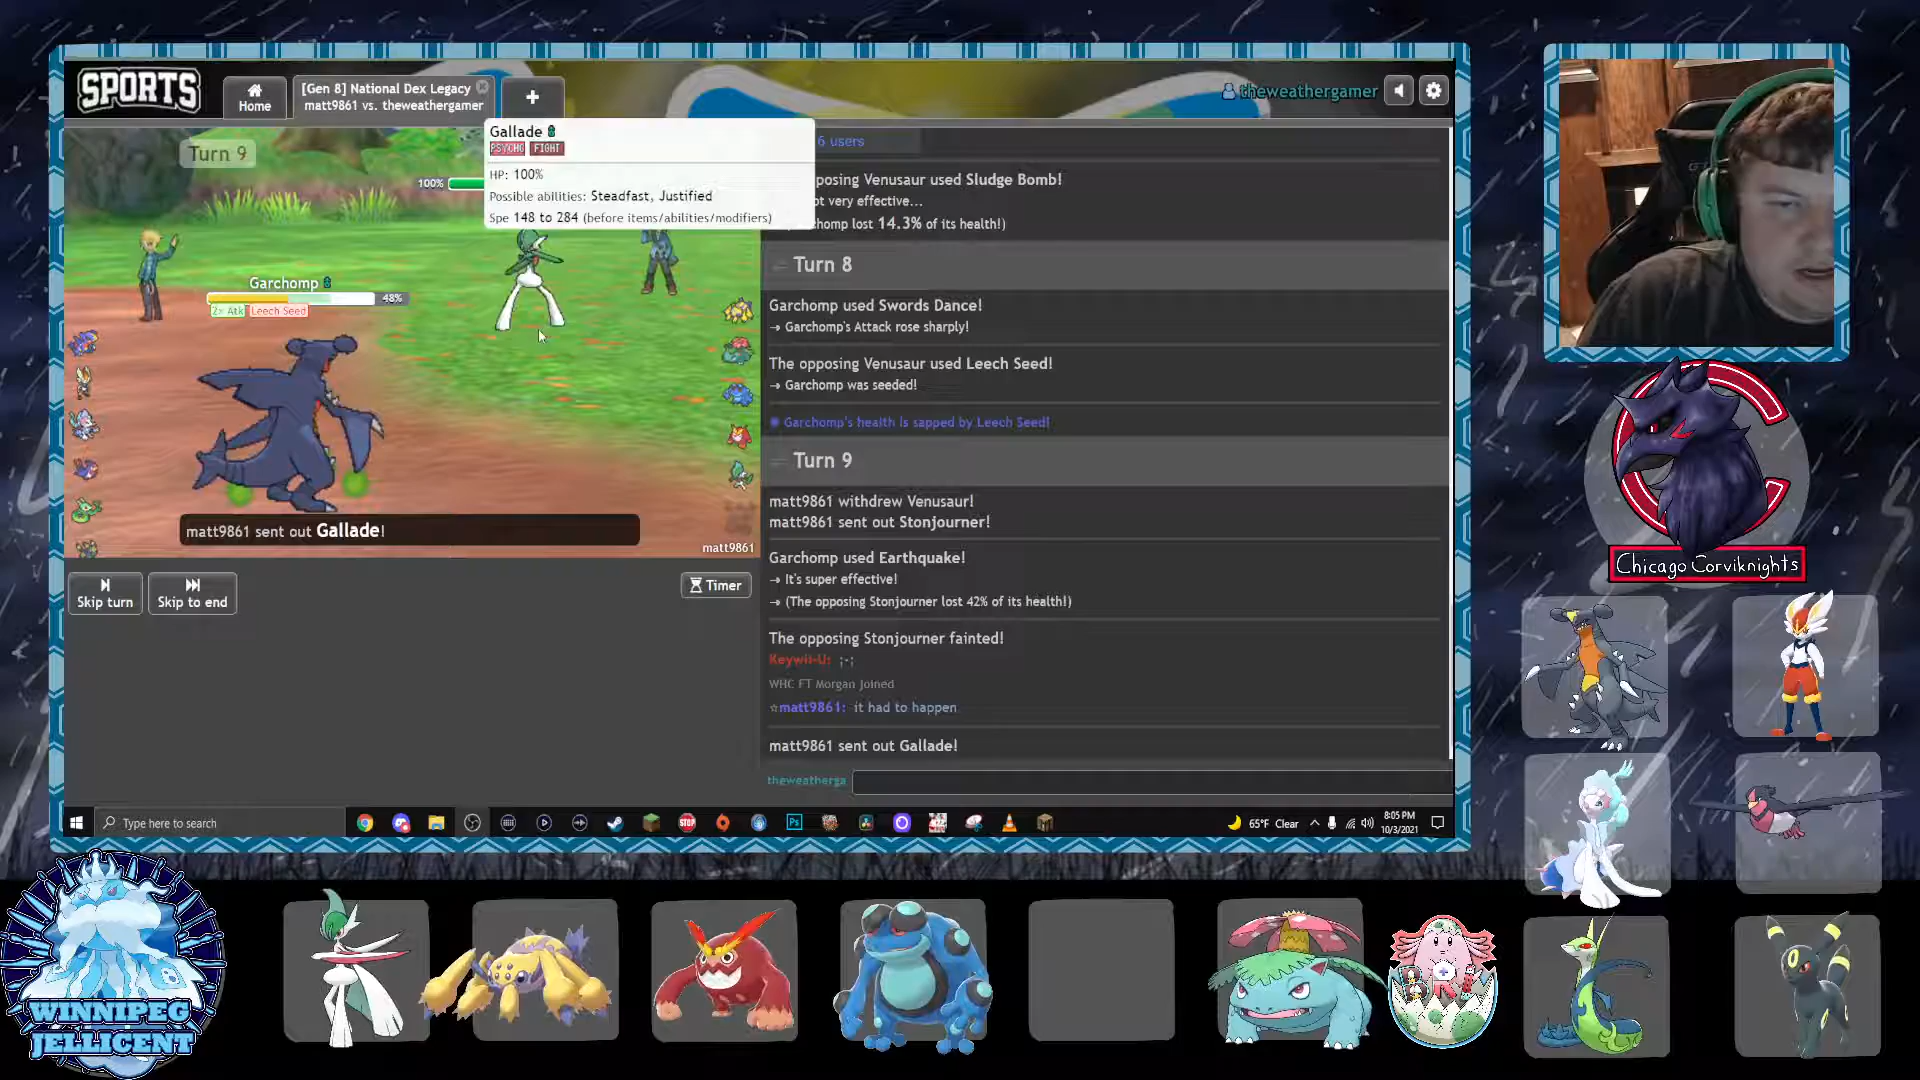 SPORTS
Home
[Gen 8] National Dex Legacy
matt9861 vs. theweathergamer
+
theweathergamer
Turn 9
Gallade
PSYCHC FIGHT
HP: 100%
Possible abilities: Steadfast, Justified
Spe 148 to 284 (before items/abilities/modifiers)
100%
Garchomp
48%
2x Atk Leech Seed
matt9861 sent out Gallade!
matt9861
Skip turn
Skip to end
Timer
6 users
pposing Venusaur used Sludge Bomb!
ot very effective...
homp lost 14.3% of its health!)
Turn 8
Garchomp used Swords Dance!
→ Garchomp's Attack rose sharply!
The opposing Venusaur used Leech Seed!
→ Garchomp was seeded!
Garchomp's health is sapped by Leech Seed!
Turn 9
matt9861 withdrew Venusaur!
matt9861 sent out Stonjourner!
Garchomp used Earthquake!
→ It's super effective!
→ (The opposing Stonjourner lost 42% of its health!)
The opposing Stonjourner fainted!
Keywii-U: ;-;
WHC FT Morgan joined
☆matt9861: it had to happen
matt9861 sent out Gallade!
theweatherga
Type here to search
STOP
Ps
65°F Clear
8:05 PM
10/3/2021
Chicago Corviknights
WINNIPEG
JELLICENT